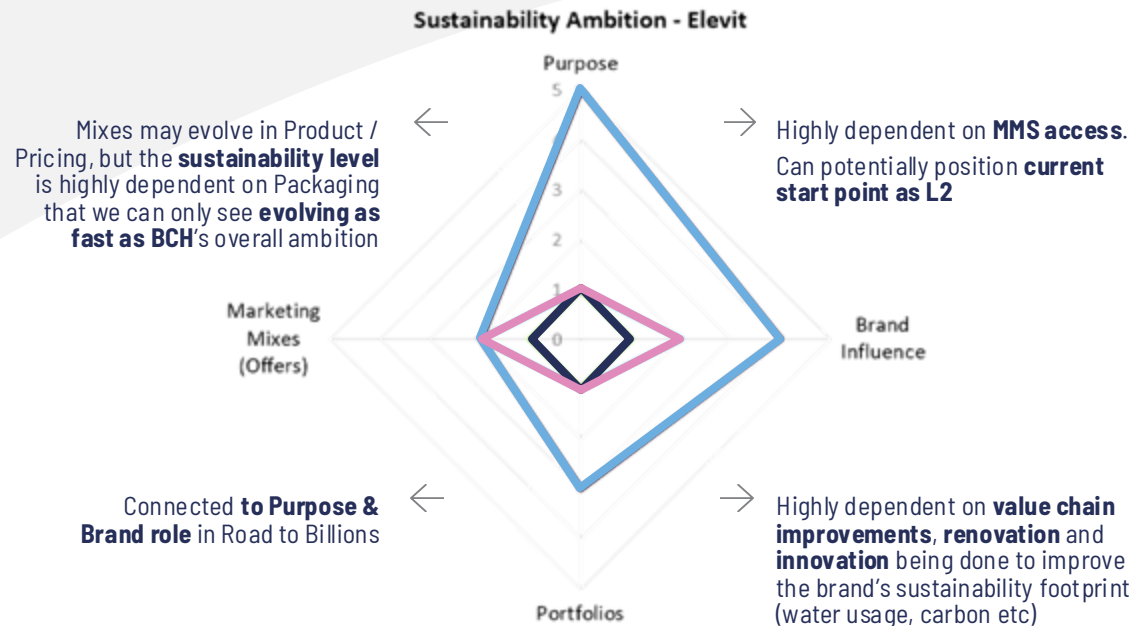 Sustainability Ambition - Elevit
Purpose
5
3
2
1
0
Mixes may evolve in Product /
Pricing, but the sustainability level
is highly dependent on Packaging
that we can only see evolving as
fast as BCH's overall ambition
Highly dependent on MMS access.
Can potentially position current
start point as L2
Marketing
Mixes
(Offers)
Brand
Influence
Connected to Purpose &
Brand role in Road to Billions
Highly dependent on value chain
improvements, renovation and
innovation being done to improve
the brand's sustainability footprint
(water usage, carbon etc)
Portfolios